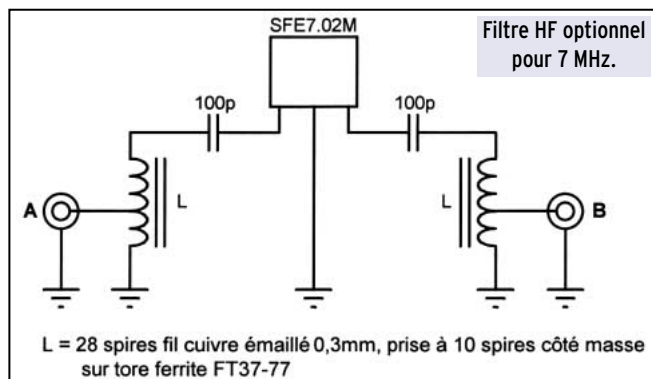 SFE7.02M
Filtre HF optionnel
pour 7 MHz.
100p
100p
A
L
L
B
L = 28 spires fil cuivre émaillé 0,3mm, prise à 10 spires côté masse
sur tore ferrite FT37-77